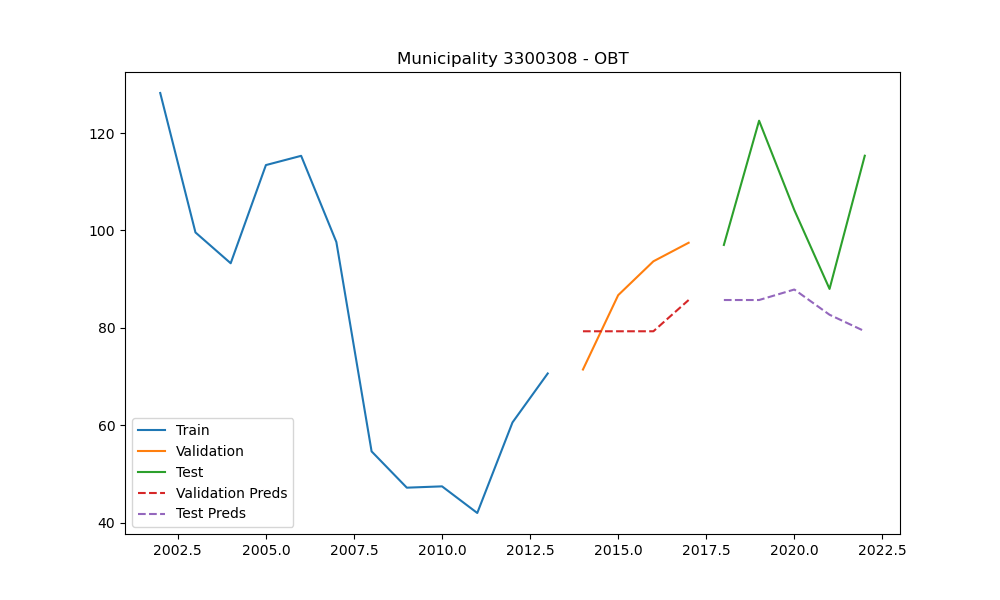 Municipality 3300308 - OBT
120
100
80
60
40
Train
Validation
Test
Validation Preds
Test Preds
2002.5 2005.0 2007.5 2010.0 2012.5 2015.0 2017.5 2020.0 2022.5